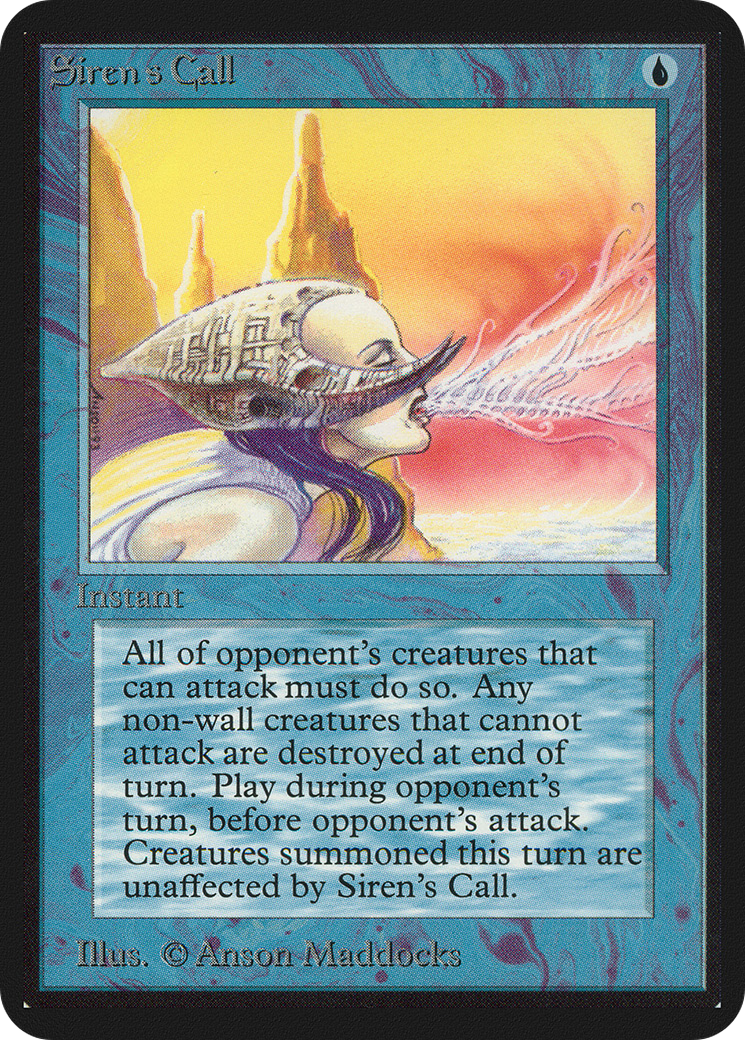 Siren's Call
Instant
All of opponent's creatures that
can attack must do so. Any
non-wall creatures that cannot
attack are destroyed at end of
turn. Play during opponent's
turn, before opponent's attack.
Creatures summoned this turn are
unaffected by Siren's Call.
Illus. © Anson Maddocks